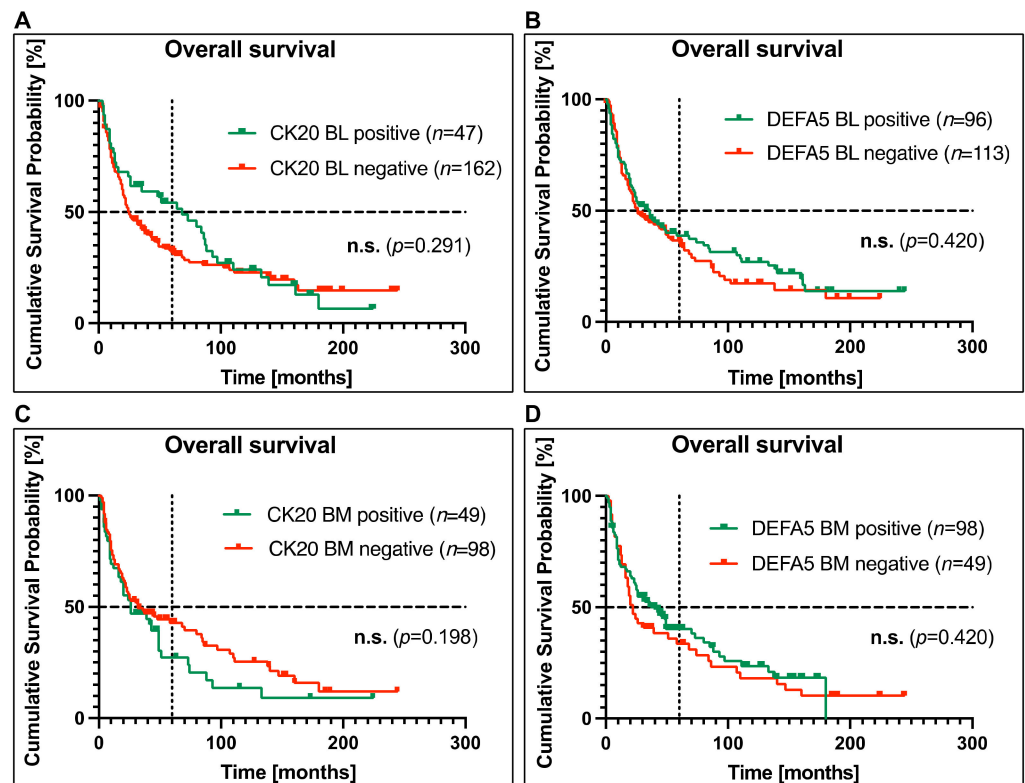 A
Overall survival
Cumulative Survival Probability [%]
100
50
0
CK20 BL positive (n=47)
CK20 BL negative (n=162)
n.s. (p=0.291)
0 100 200 300
Time [months]
B
Overall survival
Cumulative Survival Probability [%]
100
50
0
DEFA5 BL positive (n=96)
DEFA5 BL negative (n=113)
n.s. (p=0.420)
0 100 200 300
Time [months]
C
Overall survival
Cumulative Survival Probability [%]
100
50
0
CK20 BM positive (n=49)
CK20 BM negative (n=98)
n.s. (p=0.198)
0 100 200 300
Time [months]
D
Overall survival
Cumulative Survival Probability [%]
100
50
0
DEFA5 BM positive (n=98)
DEFA5 BM negative (n=49)
n.s. (p=0.420)
0 100 200 300
Time [months]